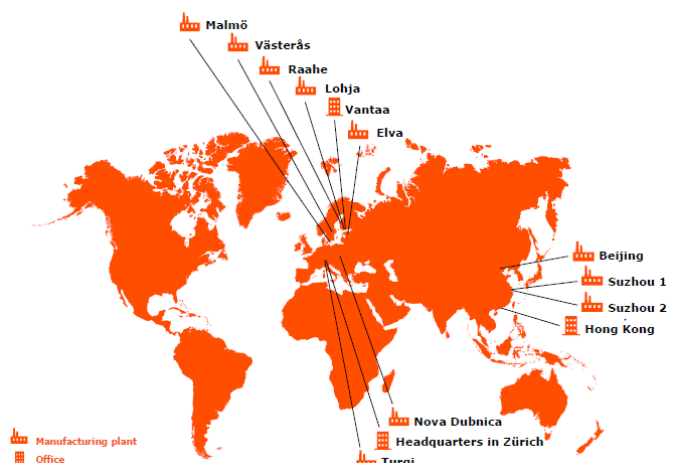 Malmö
Västerås
Raahe
Lohja
Vantaa
Elva
Beijing
Suzhou 1
Suzhou 2
Hong Kong
Nova Dubnica
Headquarters in Zürich
Turgi
Manufacturing plant
Office